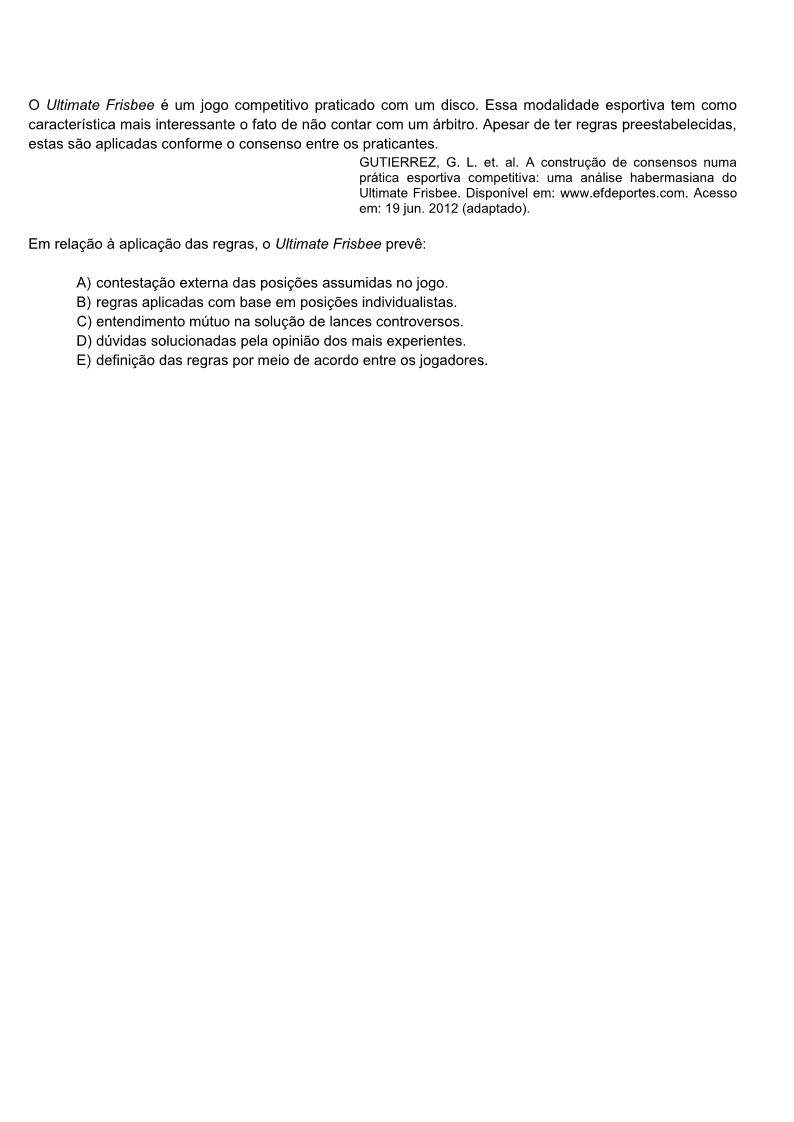 O Ultimate Frisbee é um jogo competitivo praticado com um disco. Essa modalidade esportiva tem como
característica mais interessante o fato de não contar com um árbitro. Apesar de ter regras preestabelecidas,
estas são aplicadas conforme o consenso entre os praticantes.
GUTIERREZ, G. L. et. al. A construção de consensos numa
prática esportiva competitiva: uma análise habermasiana do
Ultimate Frisbee. Disponível em: www.efdeportes.com. Acesso
em: 19 jun. 2012 (adaptado).
Em relação à aplicação das regras, o Ultimate Frisbee prevê:
A) contestação externa das posições assumidas no jogo.
B) regras aplicadas com base em posições individualistas.
C) entendimento mútuo na solução de lances controversos.
D) dúvidas solucionadas pela opinião dos mais experientes.
E) definição das regras por meio de acordo entre os jogadores.